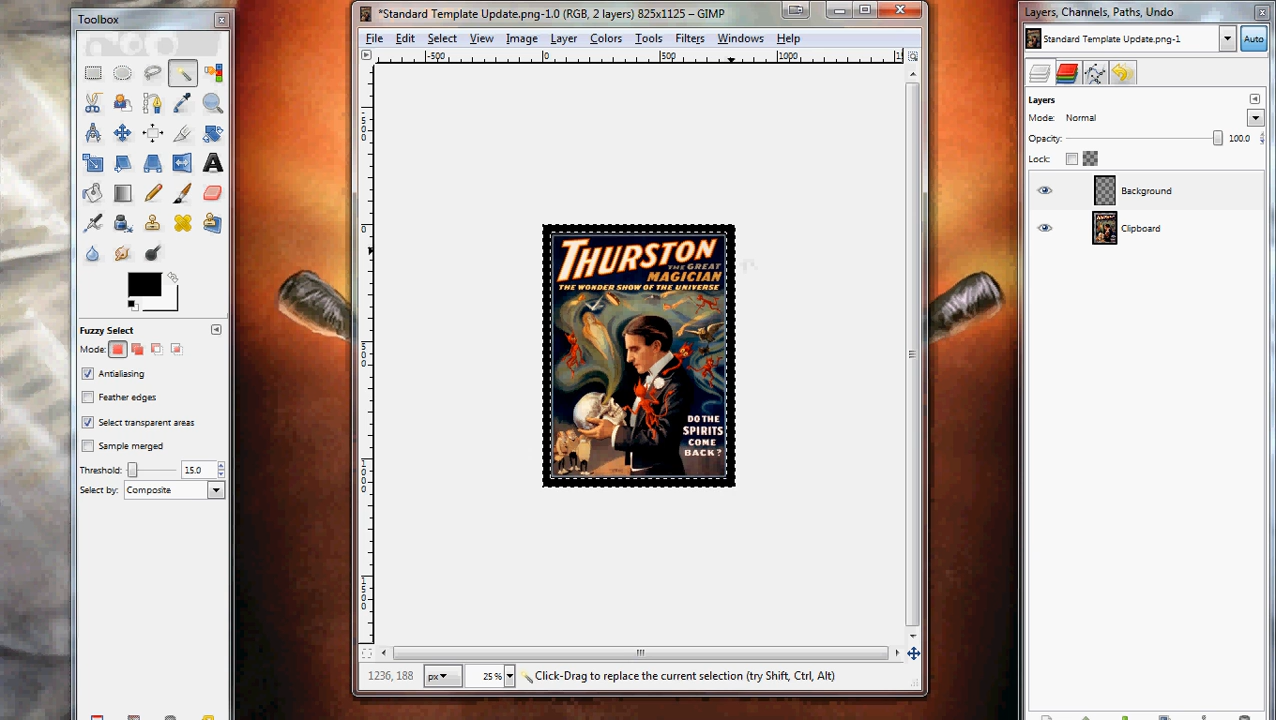 Toolbox
Fuzzy Select
Mode:
Antialiasing
Feather edges
Select transparent areas
Sample merged
Threshold: 15.0
Select by: Composite
*Standard Template Update.png-1.0 (RGB, 2 layers) 825x1125 – GIMP
File Edit Select View Image Layer Colors Tools Filters Windows Help
-500 0 500 1000
THURSTON
THE GREAT
MAGICIAN
THE WONDER SHOW OF THE UNIVERSE
DO THE
SPIRITS
COME
BACK?
1236, 188 px 25 % Click-Drag to replace the current selection (try Shift, Ctrl, Alt)
Layers, Channels, Paths, Undo
Standard Template Update.png-1 Auto
Layers
Mode: Normal
Opacity: 100.0
Lock:
Background
Clipboard